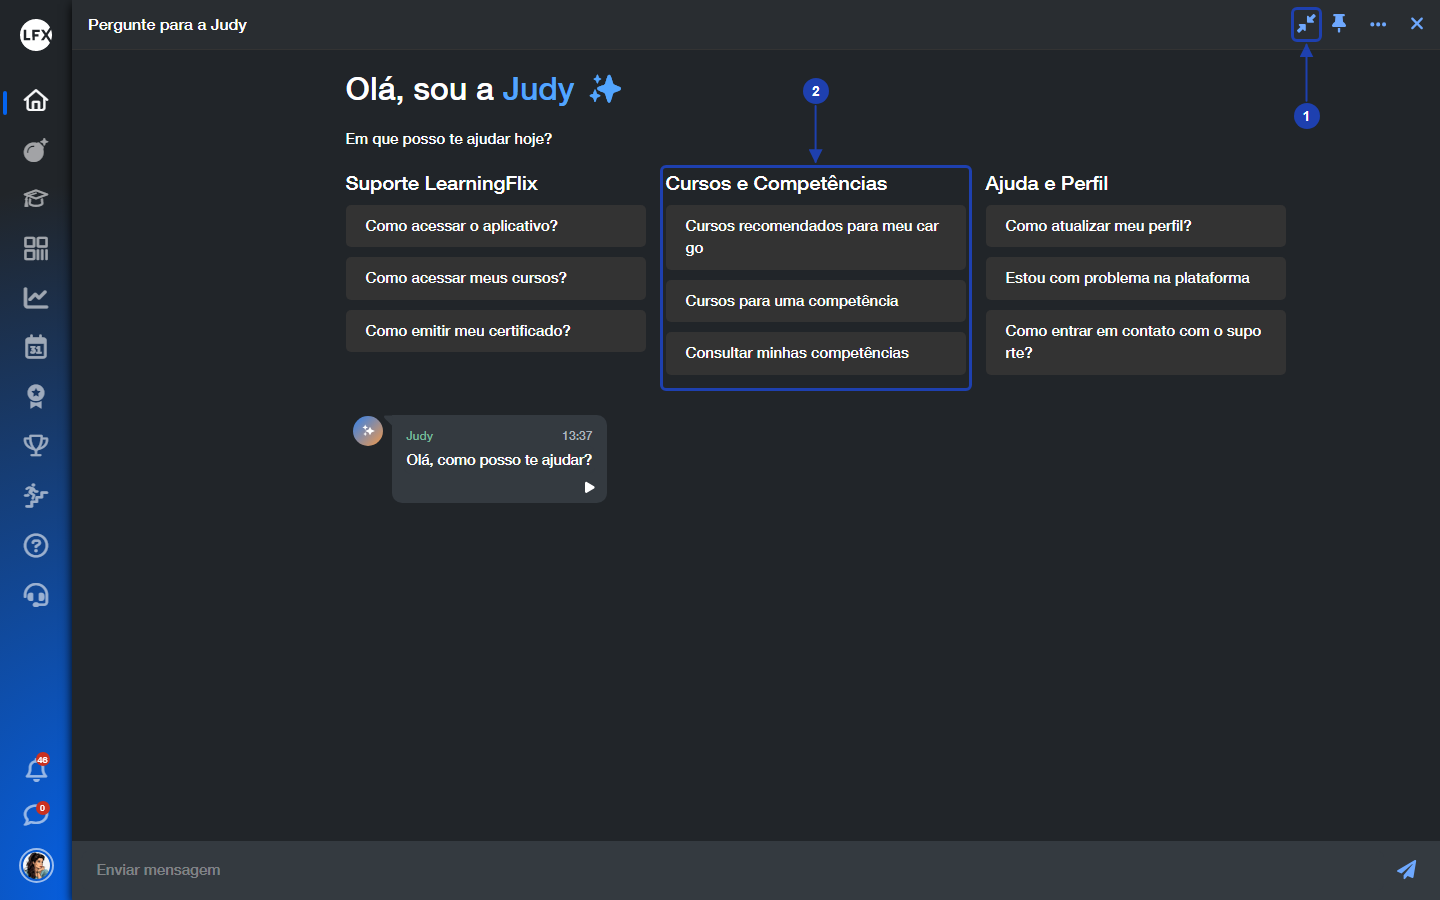 LFX
Pergunte para a Judy
1
Olá, sou a Judy
2
Em que posso te ajudar hoje?
Suporte LearningFlix
Como acessar o aplicativo?
Como acessar meus cursos?
Como emitir meu certificado?
Cursos e Competências
Cursos recomendados para meu car
go
Cursos para uma competência
Consultar minhas competências
Ajuda e Perfil
Como atualizar meu perfil?
Estou com problema na plataforma
Como entrar em contato com o supo
rte?
Judy 13:37
Olá, como posso te ajudar?
31
46
0
Enviar mensagem